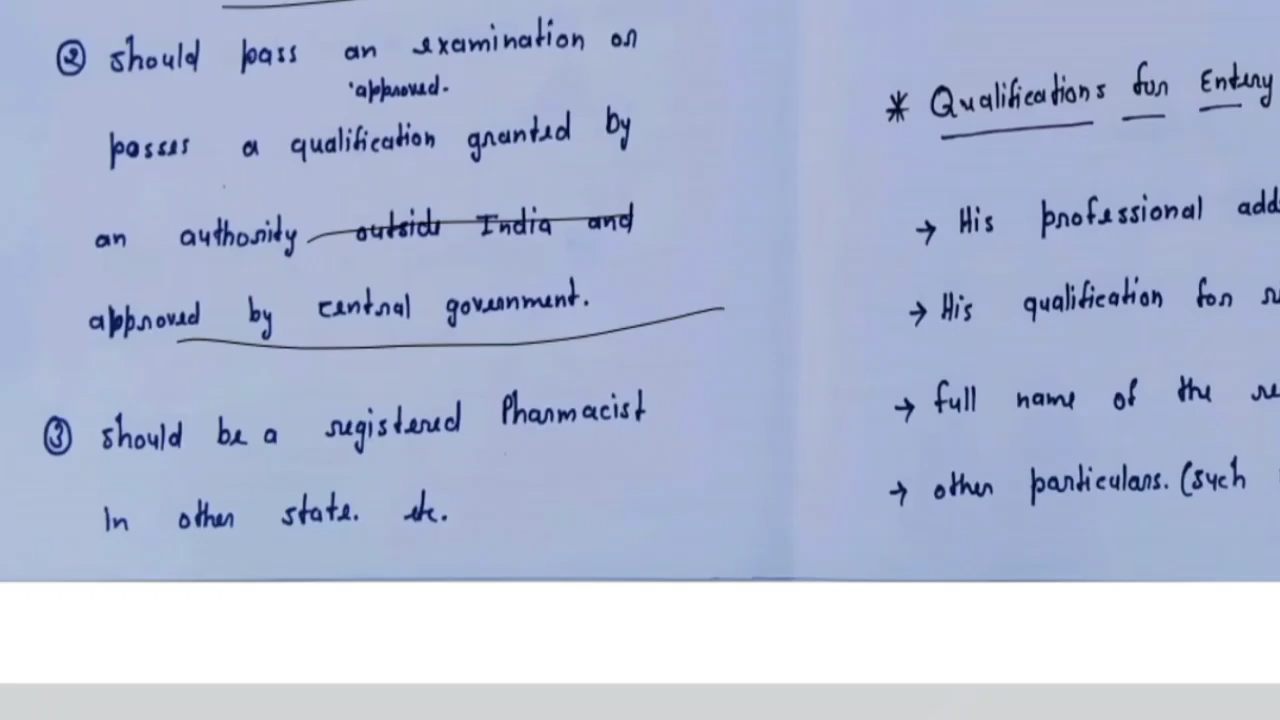 ② should pass an examination or
approved.
posses a qualification granted by
an authority outside India and
approved by central government.
③ should be a registered Pharmacist
In other state. etc.
* Qualifications for Entery
→ His professional add
→ His qualification for
→ full name of the re
→ other particulars. (such